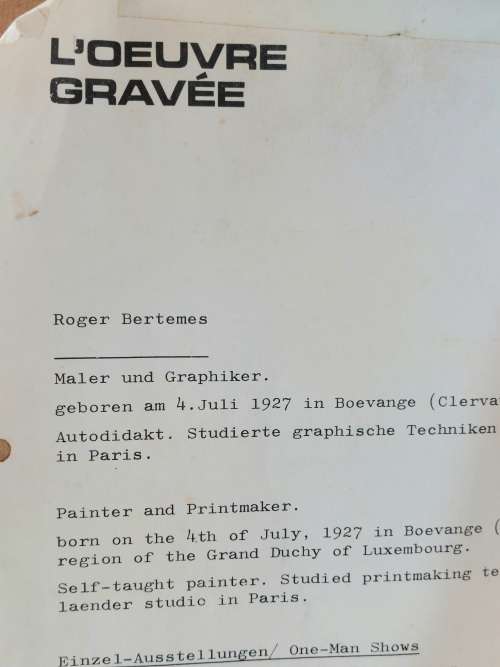 L'OEUVRE
GRAVÉE
Roger Bertemes
Maler und Graphiker.
geboren am 4.Juli 1927 in Boevange (Clerva
Autodidakt. Studierte graphische Techniken
in Paris.
Painter and Printmaker.
born on the 4th of July, 1927 in Boevange (
region of the Grand Duchy of Luxembourg.
Self-taught painter. Studied printmaking te
laender studio in Paris.
Einzel-Ausstellungen/ One-Man Shows